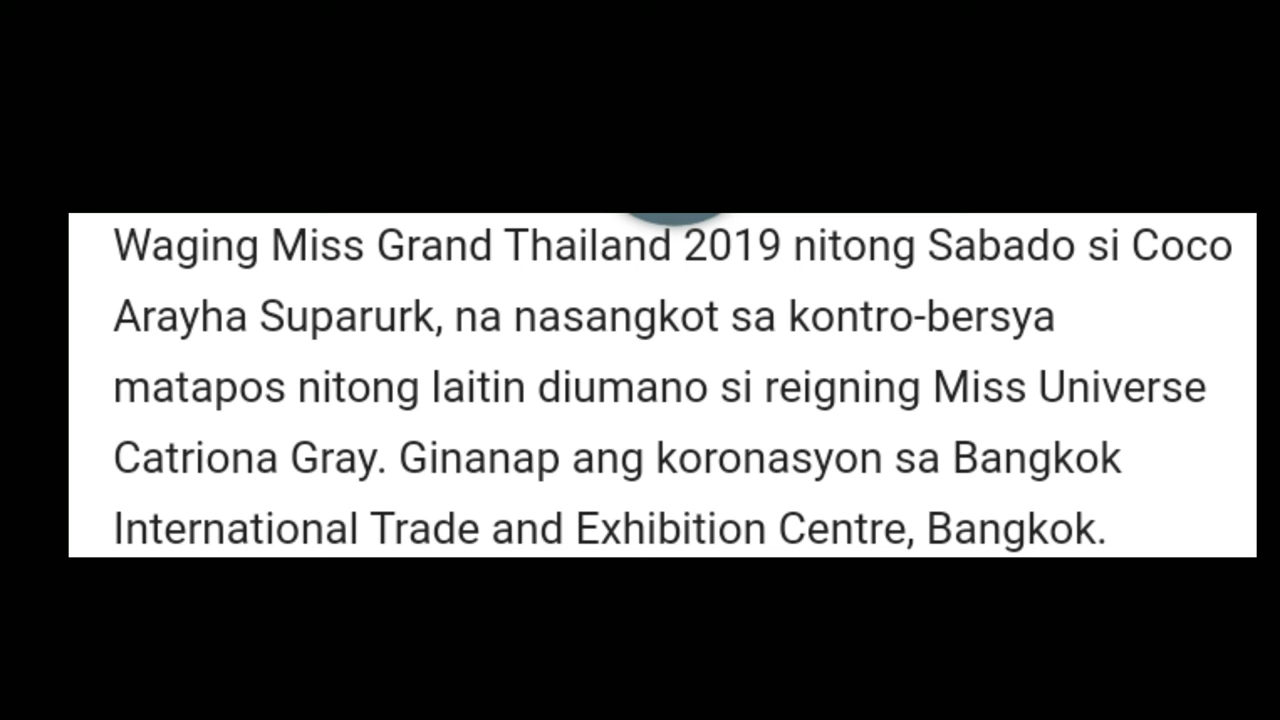 Waging Miss Grand Thailand 2019 nitong Sabado si Coco
Arayha Suparurk, na nasangkot sa kontro-bersya
matapos nitong laitin diumano si reigning Miss Universe
Catriona Gray. Ginanap ang koronasyon sa Bangkok
International Trade and Exhibition Centre, Bangkok.